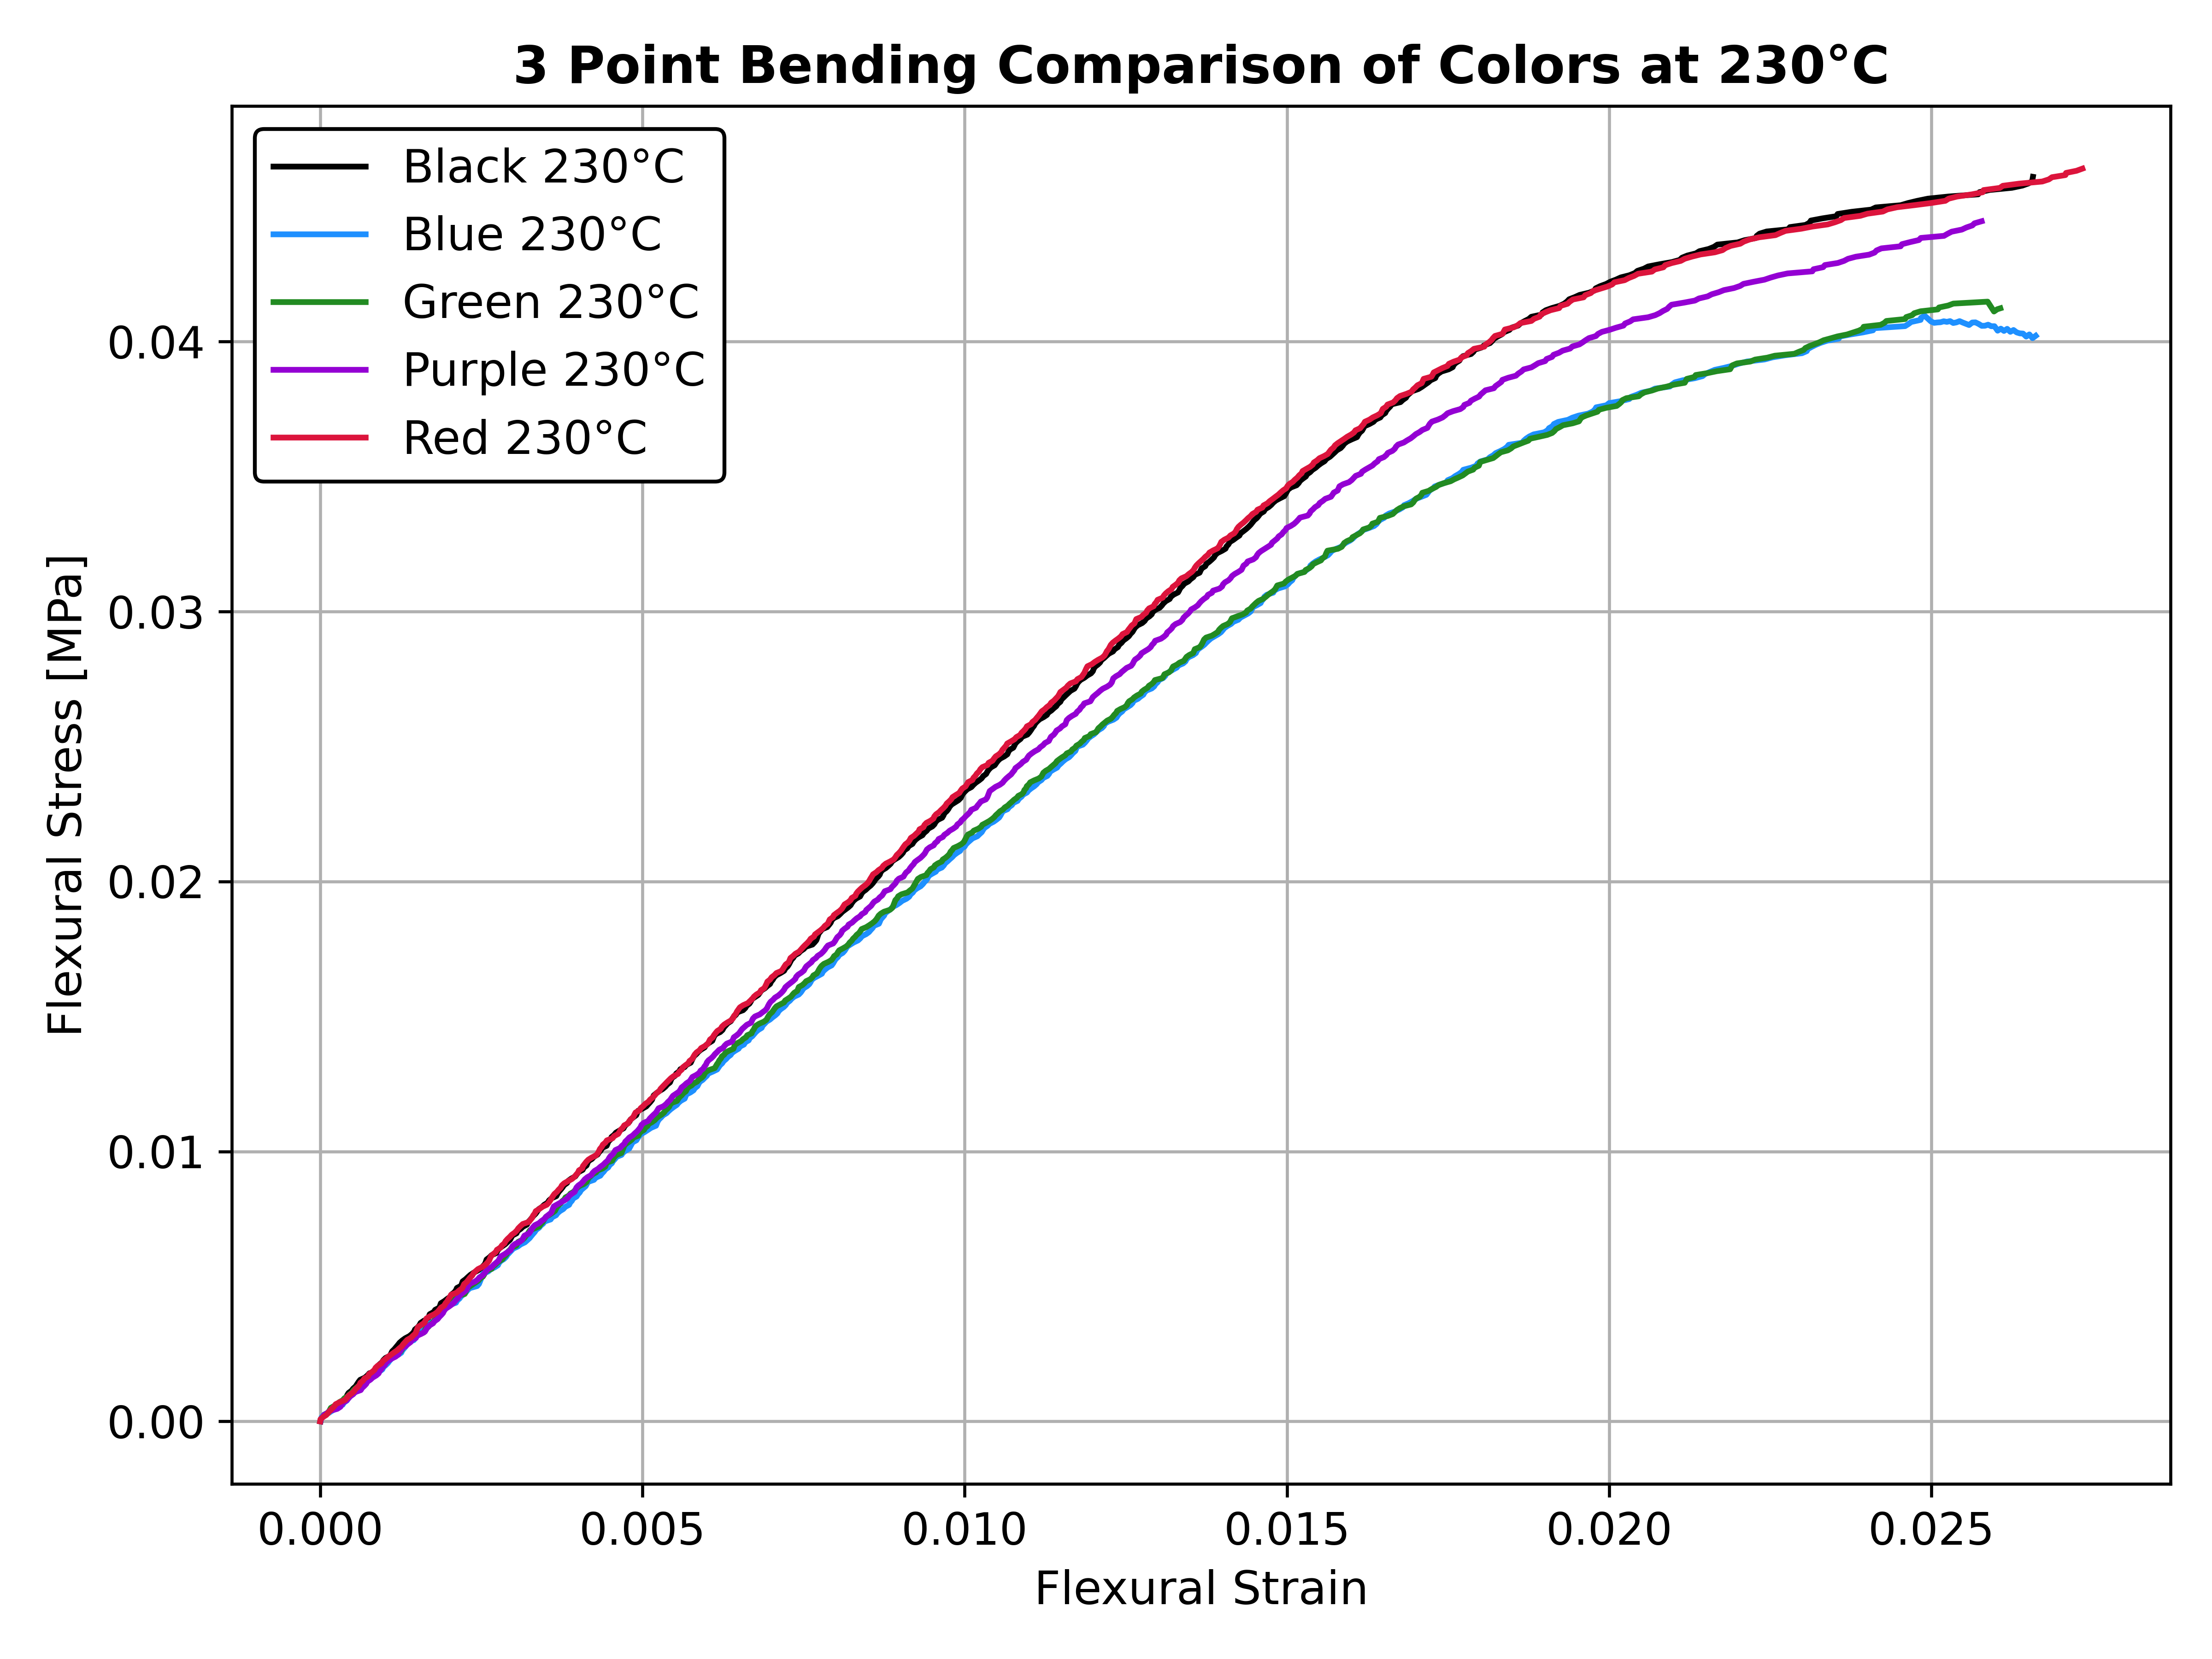 3 Point Bending Comparison of Colors at 230°C
Black 230°C
Blue 230°C
Green 230°C
Purple 230°C
Red 230°C
Flexural Stress [MPa]
0.04
0.03
0.02
0.01
0.00
0.000 0.005 0.010 0.015 0.020 0.025
Flexural Strain